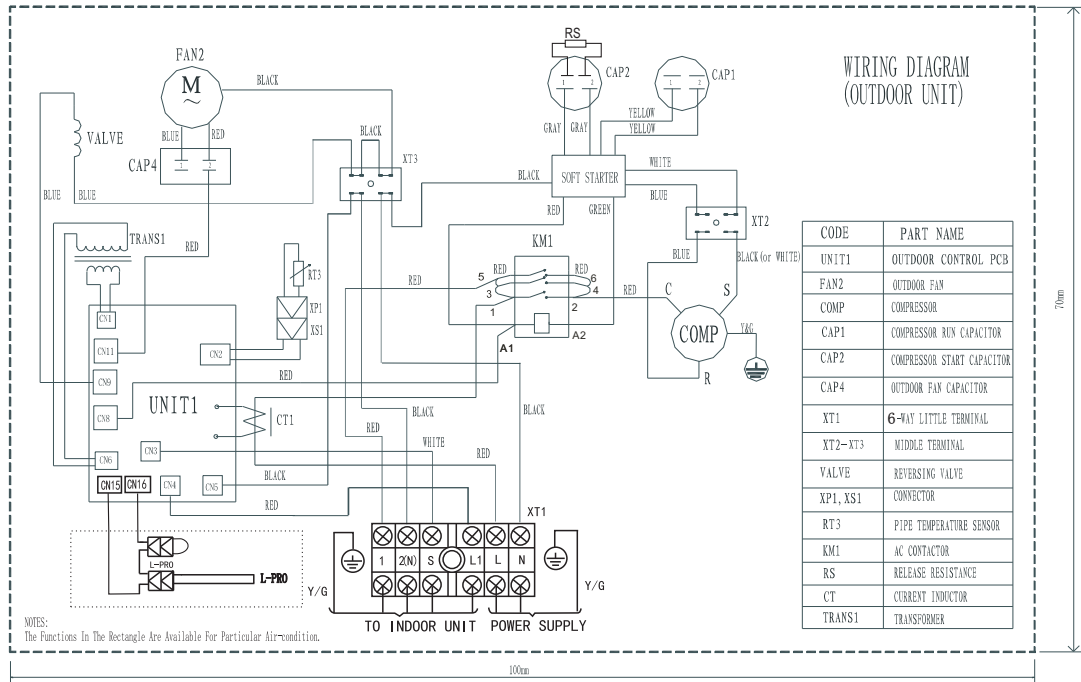 WIRING DIAGRAM
(OUTDOOR UNIT)
FAN2
M
~
BLACK
BLUE
RED
CAP4
1
2
VALVE
BLUE
BLUE
TRANS1
RED
BLACK
XT3
RS
CAP2
1
2
CAP1
1
2
GRAY
GRAY
YELLOW
YELLOW
SOFT STARTER
BLACK
WHITE
BLUE
XT2
RED
GREEN
KM1
BLUE
BLACK(or WHITE)
RED
5
3
1
RED
RED
6
4
2
RED
A1
A2
C
S
COMP
R
Y&G
RT3
XP1
XS1
CN1
CN11
CN2
CN9
CN8
RED
UNIT1
CT1
CN3
CN6
CN15
CN16
CN4
CN5
BLACK
RED
RED
BLACK
WHITE
RED
BLACK
XT1
1
2(N)
S
L1
L
N
Y/G
Y/G
TO INDOOR UNIT
POWER SUPPLY
L-PRO
L-PRO
NOTES:
The Functions In The Rectangle Are Available For Particular Air-condition.
CODE PART NAME
UNIT1 OUTDOOR CONTROL PCB
FAN2 OUTDOOR FAN
COMP COMPRESSOR
CAP1 COMPRESSOR RUN CAPACITOR
CAP2 COMPRESSOR START CAPACITOR
CAP4 OUTDOOR FAN CAPACITOR
XT1 6-WAY LITTLE TERMINAL
XT2-XT3 MIDDLE TERMINAL
VALVE REVERSING VALVE
XP1, XS1 CONNECTOR
RT3 PIPE TEMPERATURE SENSOR
KM1 AC CONTACTOR
RS RELEASE RESISTANCE
CT CURRENT INDUCTOR
TRANS1 TRANSFORMER
70mm
100mm